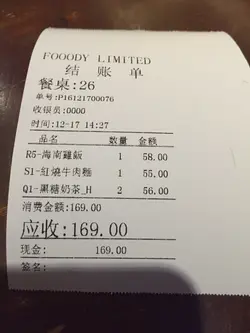 FOOODY LIMITED
结 账 单
餐桌:26
单号:P16121700076
收银员:0000
时间:12-17 14:27
品名 数量 金额
R5-海南雞飯 1 58.00
S1-紅燒牛肉麵 1 55.00
Q1-黑糖奶茶_H 2 56.00
消费金额:169.00
应收:169.00
现金: 169.00
签名: